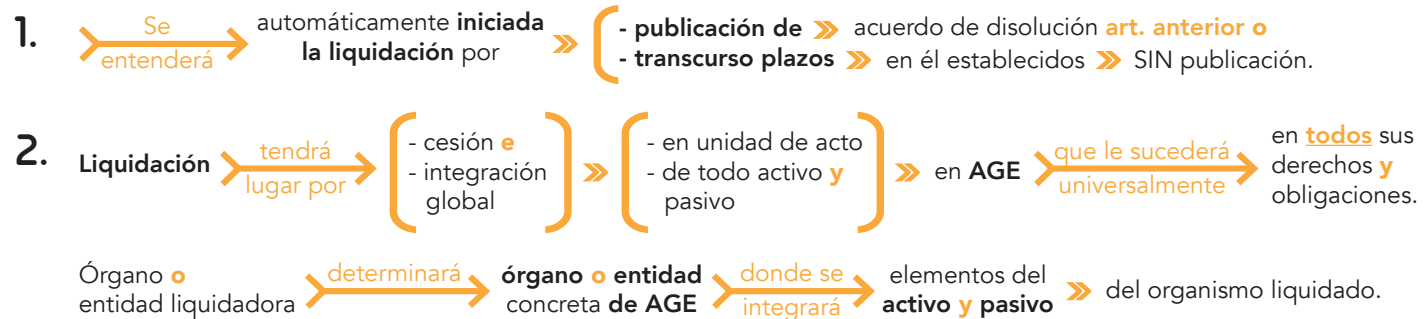 1. Se entenderá automáticamente iniciada la liquidación por
- publicación de acuerdo de disolución art. anterior o
- transcurso plazos en él establecidos SIN publicación.
2. Liquidación tendrá lugar por
- cesión e
- integración
global
- en unidad de acto
- de todo activo y
pasivo
en AGE
que le sucederá
universalmente
en todos sus
derechos y
obligaciones.
Órgano o
entidad liquidadora
determinará
órgano o entidad
concreta de AGE
donde se
integrará
elementos del
activo y pasivo
del organismo liquidado.